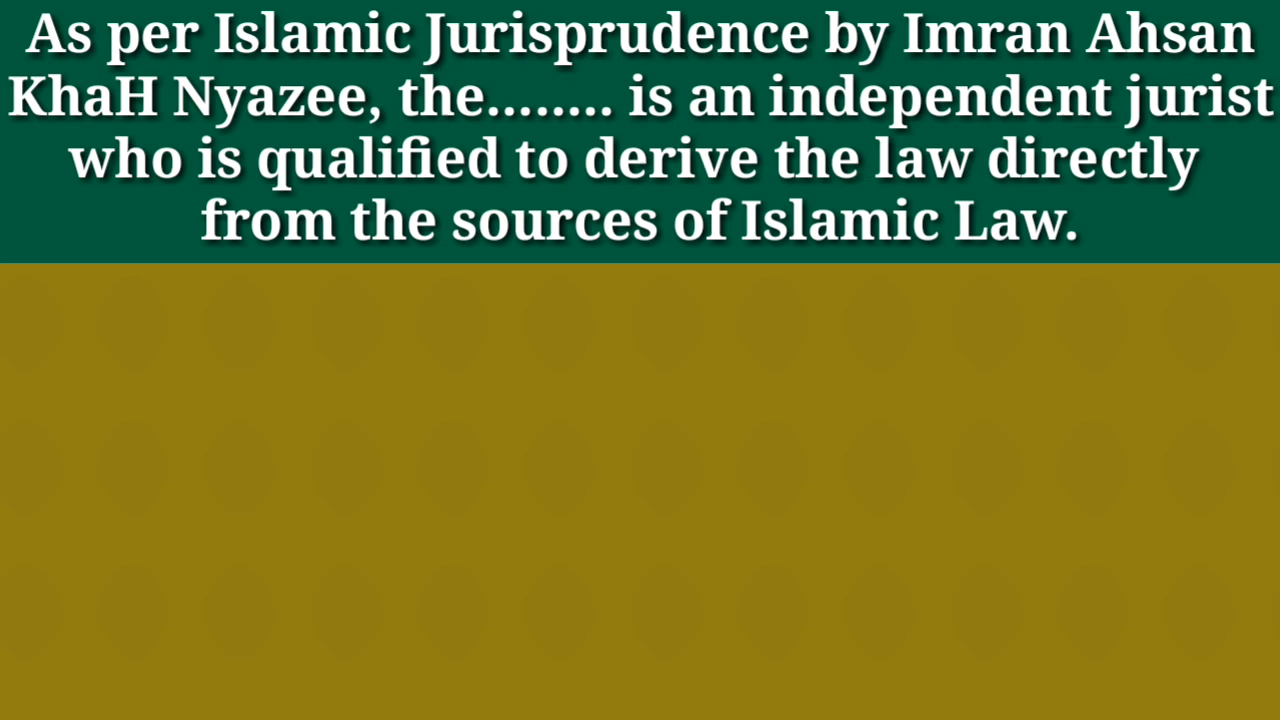 As per Islamic Jurisprudence by Imran Ahsan
KhaH Nyazee, the........ is an independent jurist
who is qualified to derive the law directly
from the sources of Islamic Law.